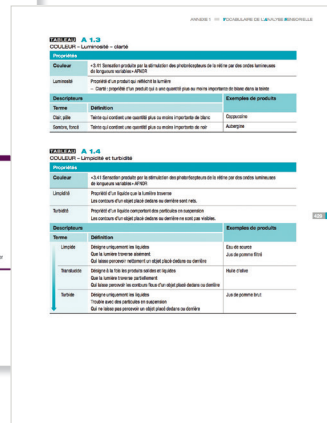 ANNEXE 1 >> VOCABULAIRE DE L'ANALYSE SENSORIELLE
TABLEAU A 1.3
COULEUR – Luminosité – clarté
Propriétés
Couleur
« 3.41 Sensation produite par la stimulation des photorécepteurs de la rétine par des ondes lumineuses
de longueurs variables » AFNOR
Luminosité
Propriété d'un produit qui réfléchit la lumière
– Clarté : propriété d'un produit qui a une quantité plus ou moins importante de blanc dans la teinte
Descripteurs
Exemples de produits
Terme
Définition
Clair, pâle
Teinte qui contient une quantité plus ou moins importante de blanc
Cappuccino
Sombre, foncé
Teinte qui contient une quantité plus ou moins importante de noir
Aubergine
TABLEAU A 1.4
COULEUR – Limpidité et turbidité
Propriétés
Couleur
« 3.41 Sensation produite par la stimulation des photorécepteurs de la rétine par des ondes lumineuses
de longueurs variables » AFNOR
Limpidité
Propriété d'un liquide que la lumière traverse
Les contours d'un objet placé dedans ou derrière sont nets.
Turbidité
Propriété d'un liquide comportant des particules en suspension
Les contours d'un objet placé dedans ou derrière ne sont pas visibles.
Descripteurs
Exemples de produits
Terme
Définition
Limpide
Désigne uniquement les liquides
Que la lumière traverse aisément
Qui laisse percevoir nettement un objet placé dedans ou derrière
Eau de source
Jus de pomme filtré
Translucide
Désigne à la fois les produits solides et liquides
Que la lumière traverse partiellement
Qui laisse percevoir les contours flous d'un objet placé dedans ou derrière
Huile d'olive
Turbide
Désigne uniquement les liquides
Trouble avec des particules en suspension
Qui ne laisse pas percevoir un objet placé dedans ou derrière
Jus de pomme brut